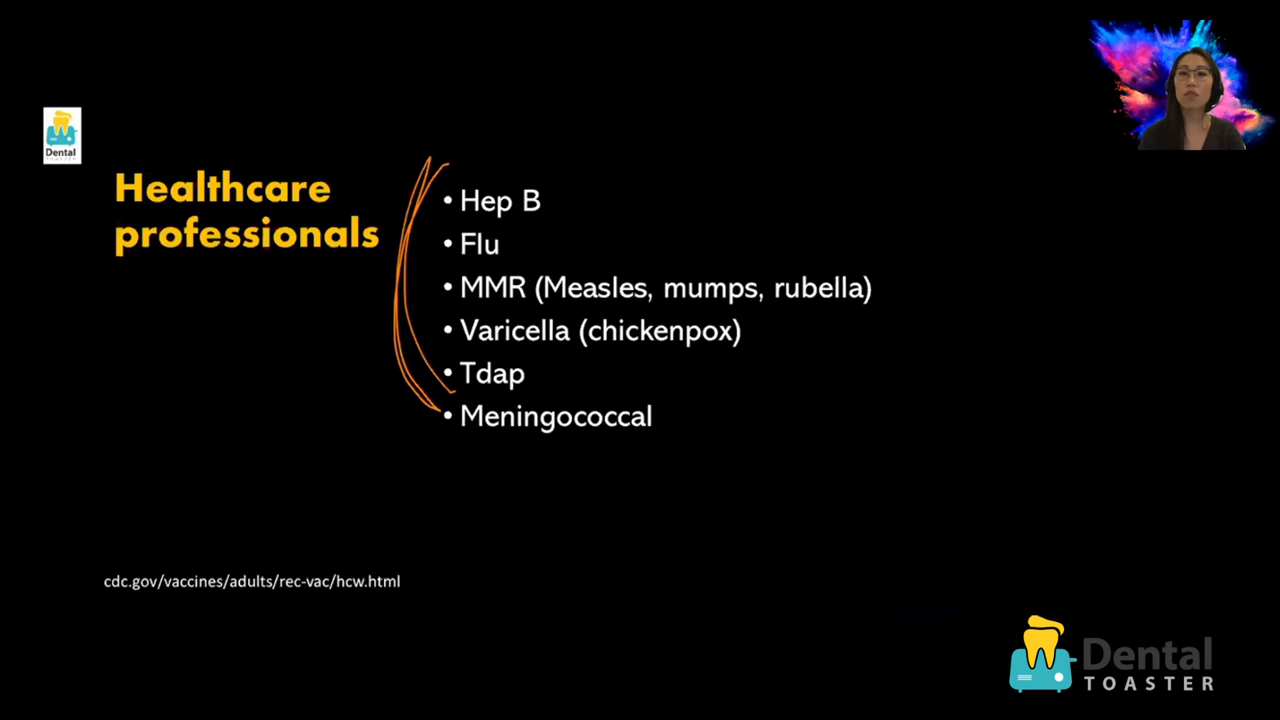 Dental
TOASTER
Healthcare
professionals
• Hep B
• Flu
• MMR (Measles, mumps, rubella)
• Varicella (chickenpox)
• Tdap
• Meningococcal
cdc.gov/vaccines/adults/rec-vac/hcw.html
Dental
TOASTER